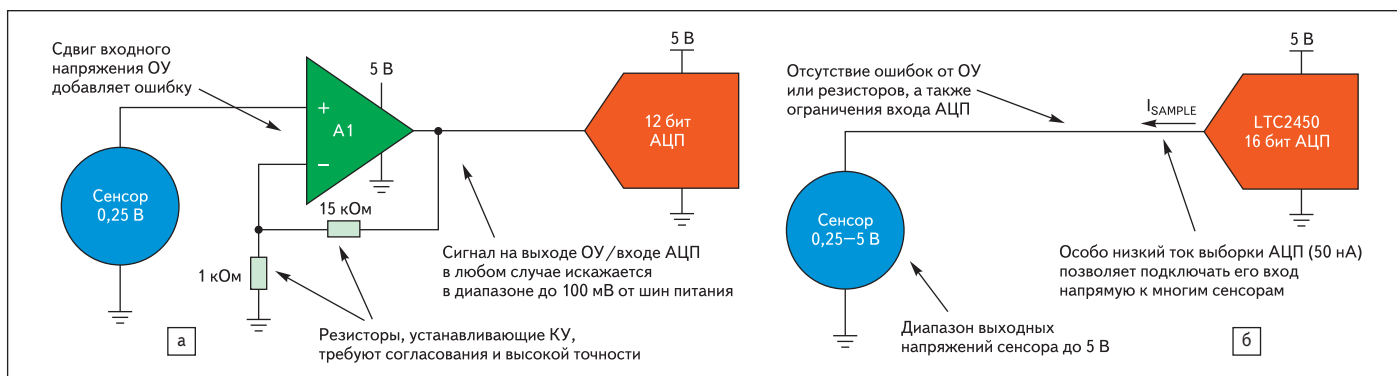 Сдвиг входного
напряжения ОУ
добавляет ошибку
5 В
+
A1
−
12 бит
АЦП
5 В
Сенсор
0,25 В
15 кОм
1 кОм
Сигнал на выходе ОУ/входе АЦП
в любом случае искажается
в диапазоне до 100 мВ от шин питания
Резисторы, устанавливающие КУ,
требуют согласования и высокой точности
а
Отсутствие ошибок от ОУ
или резисторов, а также
ограничения входа АЦП
5 В
ISAMPLE
LTC2450
16 бит АЦП
Сенсор
0,25—5 В
Особо низкий ток выборки АЦП (50 нА)
позволяет подключать его вход
напрямую к многим сенсорам
Диапазон выходных
напряжений сенсора до 5 В
б